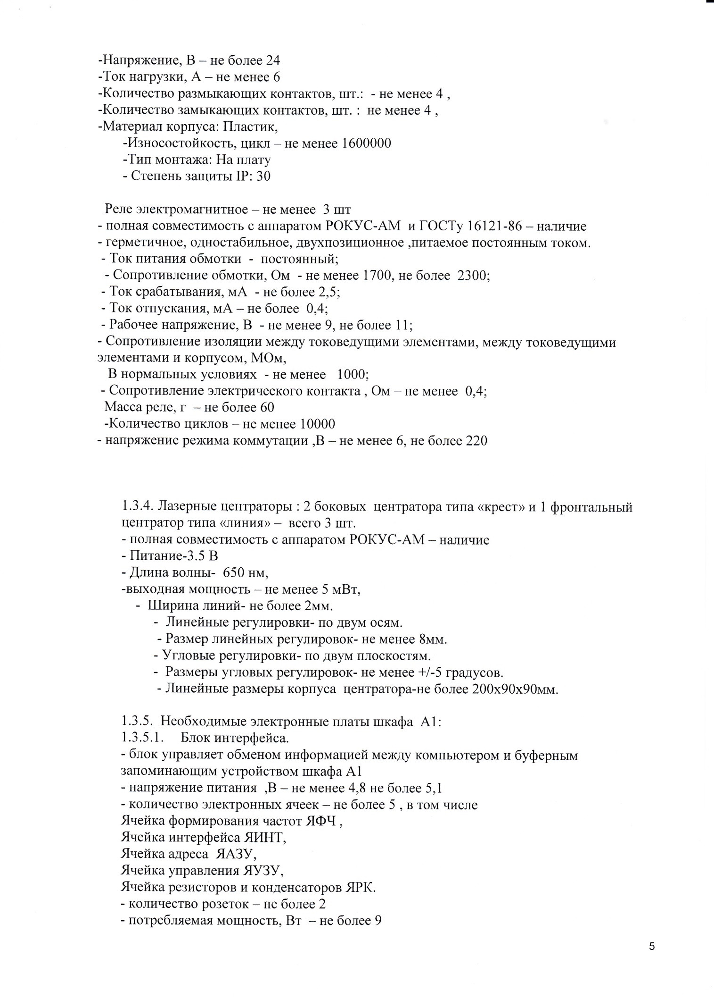 -Напряжение, В – не более 24
-Ток нагрузки, А – не менее 6
-Количество размыкающих контактов, шт.:  - не менее 4 ,
-Количество замыкающих контактов, шт. :  не менее 4 ,
-Материал корпуса: Пластик,
-Износостойкость, цикл – не менее 1600000
-Тип монтажа: На плату
- Степень защиты IP: 30
Реле электромагнитное – не менее  3 шт
- полная совместимость с аппаратом РОКУС-АМ  и ГОСТу 16121-86 – наличие
- герметичное, одностабильное, двухпозиционное ,питаемое постоянным током.
- Ток питания обмотки  -  постоянный;
- Сопротивление обмотки, Ом  - не менее 1700, не более  2300;
- Ток срабатывания, мА  - не более 2,5;
- Ток отпускания, мА – не более  0,4;
- Рабочее напряжение, В  - не менее 9, не более 11;
- Сопротивление изоляции между токоведущими элементами, между токоведущими
элементами и корпусом, МОм,
В нормальных условиях  - не менее   1000;
- Сопротивление электрического контакта , Ом – не менее  0,4;
Масса реле, г  – не более 60
-Количество циклов – не менее 10000
- напряжение режима коммутации ,В – не менее 6, не более 220
1.3.4. Лазерные центраторы : 2 боковых  центратора типа «крест» и 1 фронтальный
центратор типа «линия» –  всего 3 шт.
- полная совместимость с аппаратом РОКУС-АМ – наличие
- Питание-3.5 В
- Длина волны-  650 нм,
-выходная мощность – не менее 5 мВт,
-  Ширина линий- не более 2мм.
-  Линейные регулировки- по двум осям.
- Размер линейных регулировок- не менее 8мм.
- Угловые регулировки- по двум плоскостям.
-  Размеры угловых регулировок- не менее +/-5 градусов.
- Линейные размеры корпуса  центратора-не более 200х90х90мм.
1.3.5.  Необходимые электронные платы шкафа  А1:
1.3.5.1.    Блок интерфейса.
- блок управляет обменом информацией между компьютером и буферным
запоминающим устройством шкафа А1
- напряжение питания  ,В – не менее 4,8 не более 5,1
- количество электронных ячеек – не более 5 , в том числе
Ячейка формирования частот ЯФЧ ,
Ячейка интерфейса ЯИНТ,
Ячейка адреса  ЯАЗУ,
Ячейка управления ЯУЗУ,
Ячейка резисторов и конденсаторов ЯРК.
- количество розеток – не более 2
- потребляемая мощность, Вт  – не более 9
5